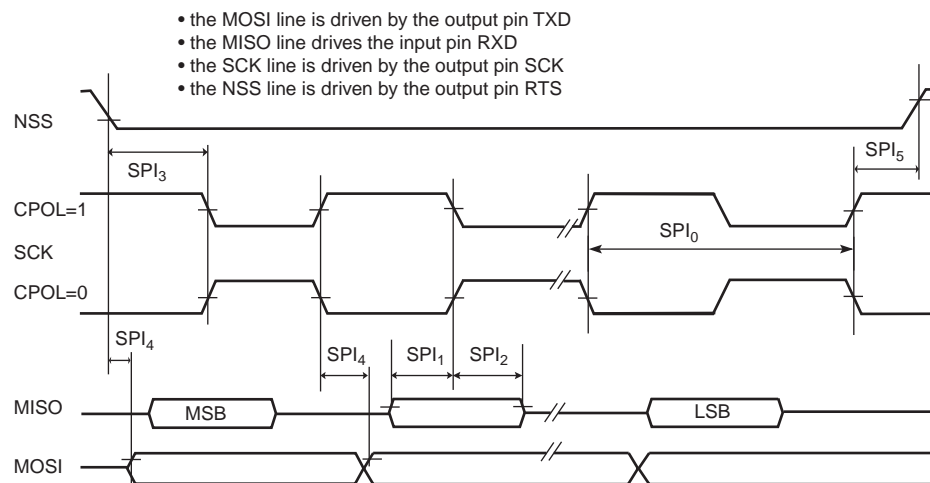 • the MOSI line is driven by the output pin TXD
• the MISO line drives the input pin RXD
• the SCK line is driven by the output pin SCK
• the NSS line is driven by the output pin RTS
NSS
SPI3
SPI5
CPOL=1
SCK
SPI0
CPOL=0
SPI4
SPI4
SPI1
SPI2
MISO
MSB
LSB
MOSI